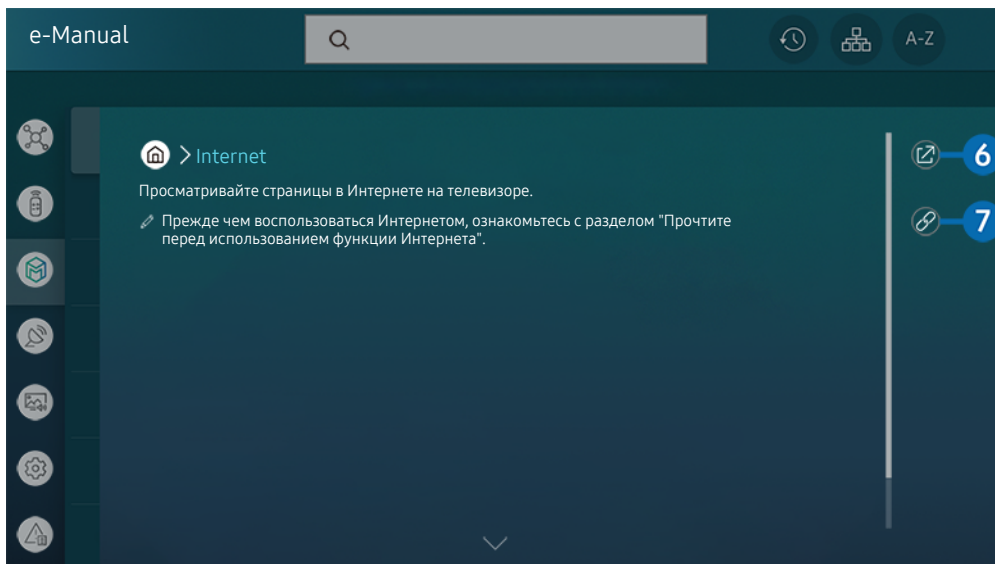 e-Manual
A-Z
Internet
6
Просматривайте страницы в Интернете на телевизоре.
Прежде чем воспользоваться Интернетом, ознакомьтесь с разделом "Прочтите
перед использованием функции Интернета".
7